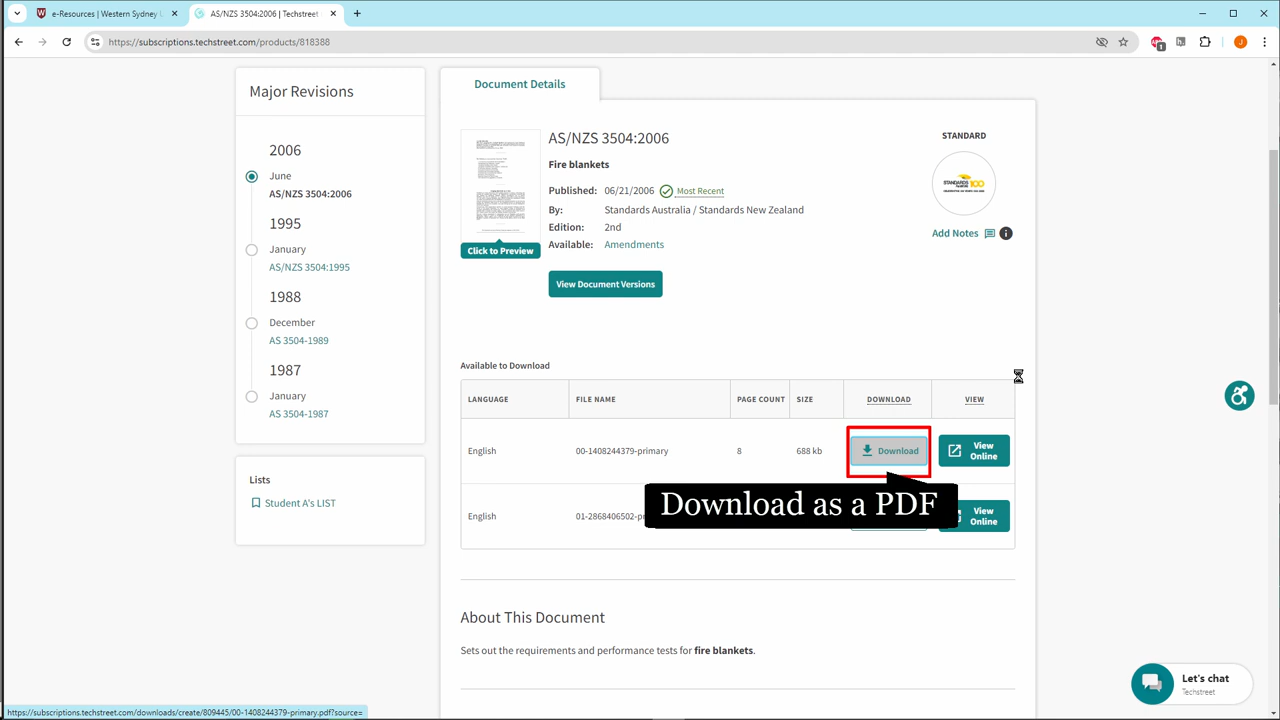 e-Resources | Western Sydney
AS/NZS 3504:2006 | Techstreet
https://subscriptions.techstreet.com/products/818388
1
J
Major Revisions
2006
June
AS/NZS 3504:2006
1995
January
AS/NZS 3504:1995
1988
December
AS 3504-1989
1987
January
AS 3504-1987
Lists
Student A's LIST
Document Details
Click to Preview
AS/NZS 3504:2006
Fire blankets
Published: 06/21/2006 Most Recent
By: Standards Australia / Standards New Zealand
Edition: 2nd
Available: Amendments
View Document Versions
STANDARD
STANDARDS
100
Add Notes
Available to Download
LANGUAGE FILE NAME PAGE COUNT SIZE DOWNLOAD VIEW
English 00-1408244379-primary 8 688 kb Download View Online
Download as a PDF
English 01-2868406502-pr View Online
About This Document
Sets out the requirements and performance tests for fire blankets.
Let's chat
Techstreet
https://subscriptions.techstreet.com/downloads/create/809445/00-1408244379-primary.pdf?source=